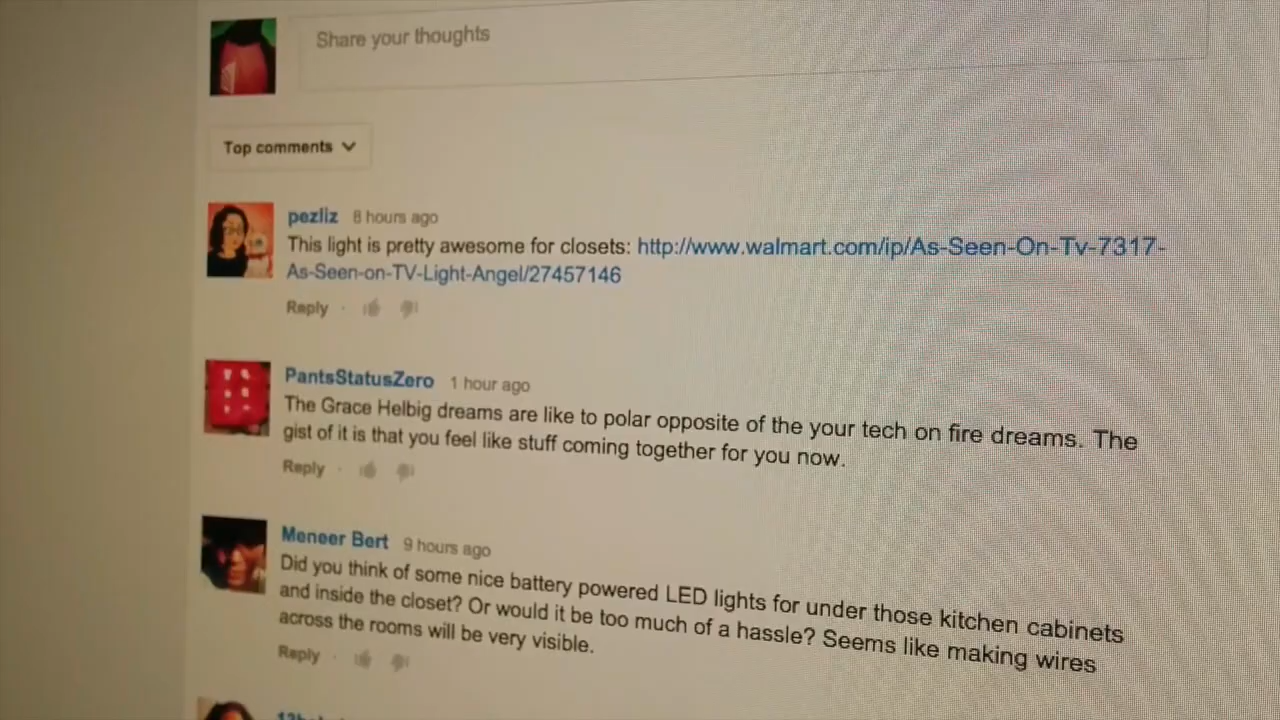 Share your thoughts
Top comments
pezliz 8 hours ago
This light is pretty awesome for closets: http://www.walmart.com/ip/As-Seen-On-Tv-7317-
As-Seen-on-TV-Light-Angel/27457146
Reply ·
PantsStatusZero 1 hour ago
The Grace Helbig dreams are like to polar opposite of the your tech on fire dreams. The
gist of it is that you feel like stuff coming together for you now.
Reply ·
Meneer Bert 9 hours ago
Did you think of some nice battery powered LED lights for under those kitchen cabinets
and inside the closet? Or would it be too much of a hassle? Seems like making wires
across the rooms will be very visible.
Reply ·